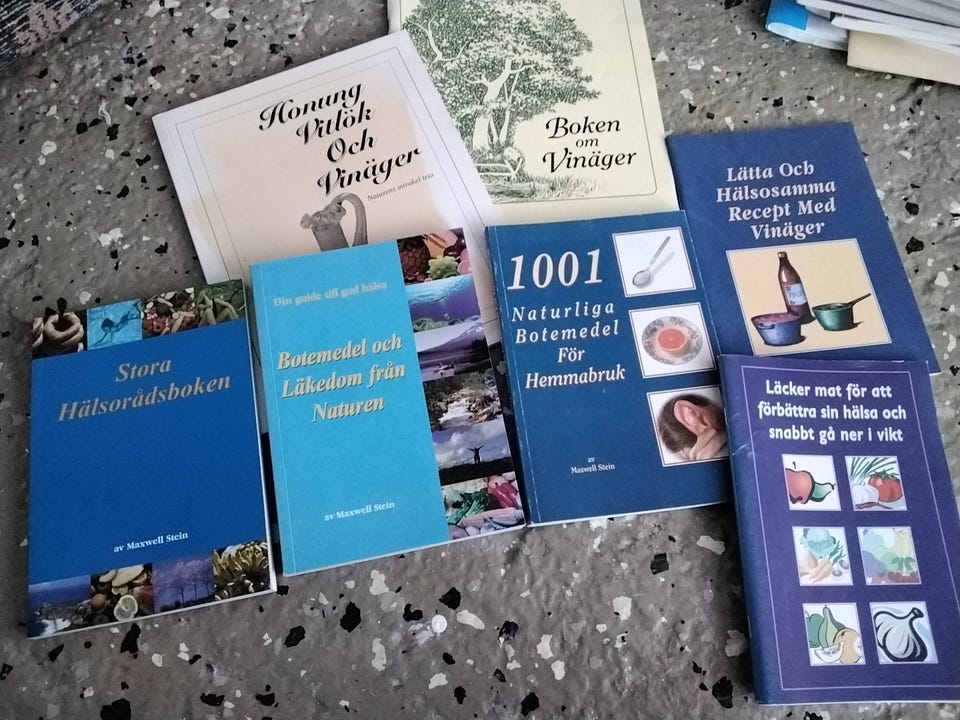 Honung
Vitlök
Och
Vinäger
Naturens mirakel trio
Boken
om
Vinäger
Lätta Och
Hälsosamma
Recept Med
Vinäger
Stora
Hälsorådsboken
av Maxwell Stein
Din guide till god hälsa
Botemedel och
Läkedom från
Naturen
av Maxwell Stein
1001
Naturliga
Botemedel
För
Hemmabruk
av
Maxwell Stein
Läcker mat för att
förbättra sin hälsa och
snabbt gå ner i vikt